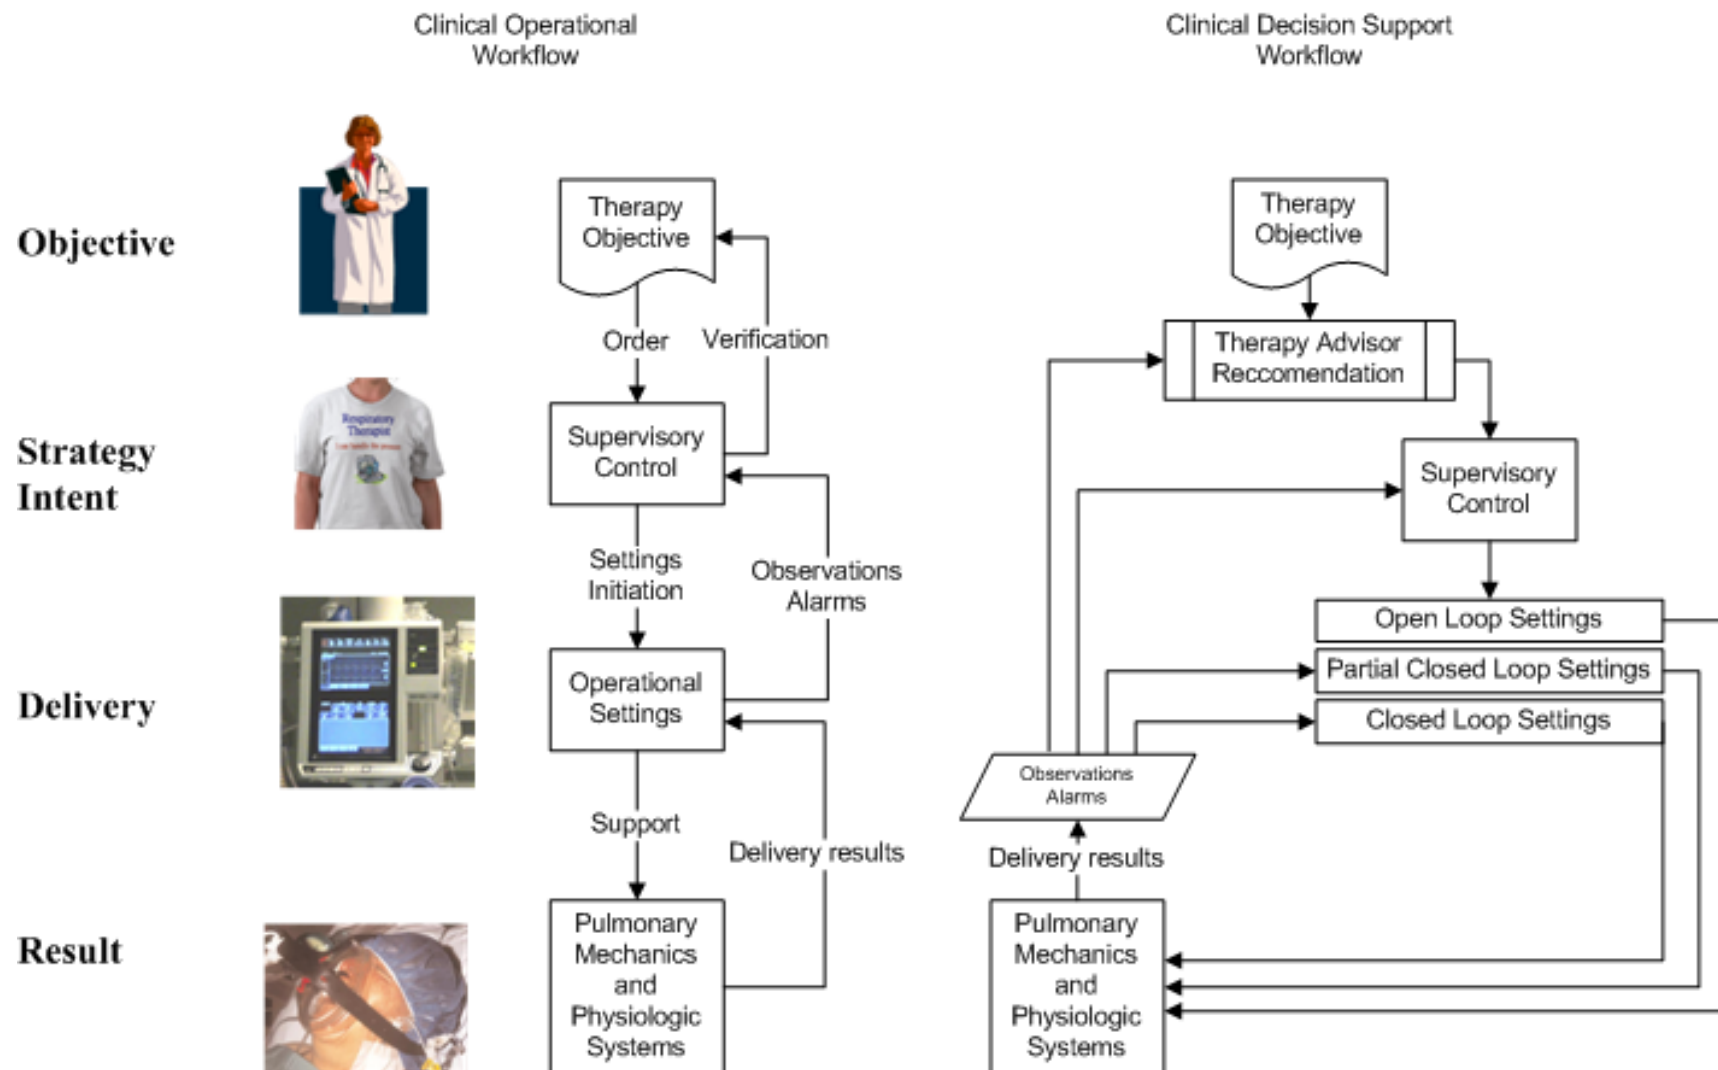 Clinical Operational
Workflow
Clinical Decision Support
Workflow
Objective
Therapy
Objective
Order
Verification
Strategy
Intent
Respiratory
Therapist
Supervisory
Control
Settings
Initiation
Observations
Alarms
Delivery
Operational
Settings
Support
Delivery results
Result
Pulmonary
Mechanics
and
Physiologic
Systems
Therapy
Objective
Therapy Advisor
Reccomendation
Supervisory
Control
Open Loop Settings
Partial Closed Loop Settings
Closed Loop Settings
Observations
Alarms
Delivery results
Pulmonary
Mechanics
and
Physiologic
Systems